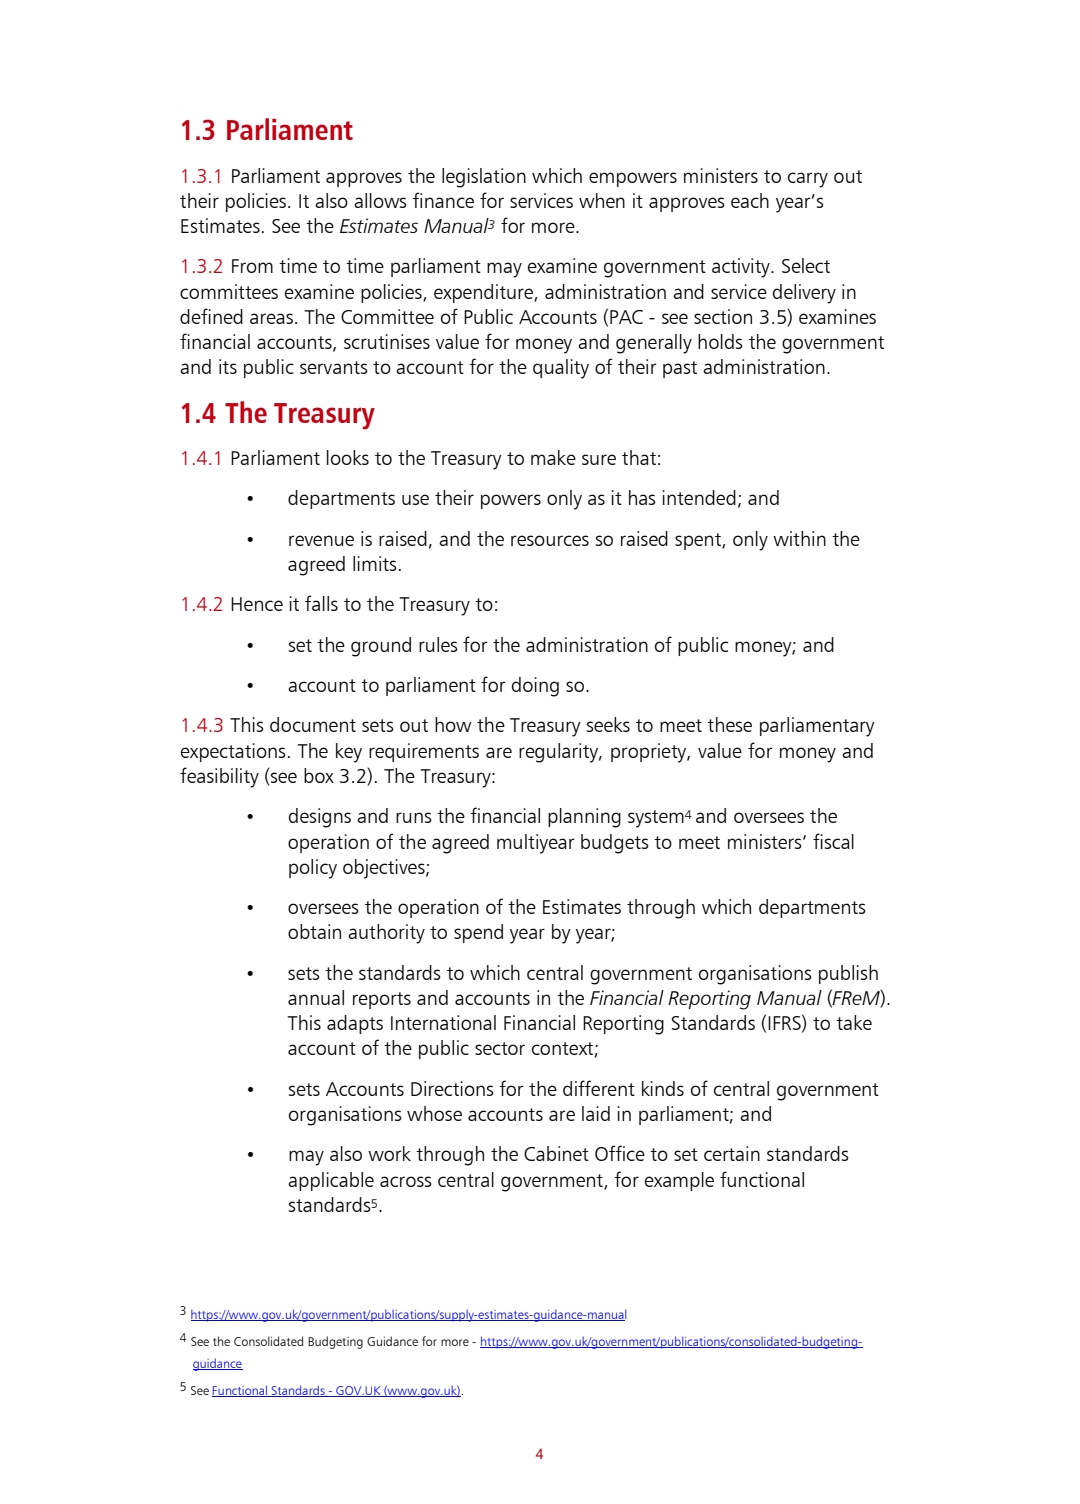 1.3 Parliament
1.3.1 Parliament approves the legislation which empowers ministers to carry out
their policies. It also allows finance for services when it approves each year’s
Estimates. See the Estimates Manual3 for more.
1.3.2 From time to time parliament may examine government activity. Select
committees examine policies, expenditure, administration and service delivery in
defined areas. The Committee of Public Accounts (PAC - see section 3.5) examines
financial accounts, scrutinises value for money and generally holds the government
and its public servants to account for the quality of their past administration.
1.4 The Treasury
1.4.1 Parliament looks to the Treasury to make sure that:
• departments use their powers only as it has intended; and
• revenue is raised, and the resources so raised spent, only within the
agreed limits.
1.4.2 Hence it falls to the Treasury to:
• set the ground rules for the administration of public money; and
• account to parliament for doing so.
1.4.3 This document sets out how the Treasury seeks to meet these parliamentary
expectations. The key requirements are regularity, propriety, value for money and
feasibility (see box 3.2). The Treasury:
• designs and runs the financial planning system4 and oversees the
operation of the agreed multiyear budgets to meet ministers’ fiscal
policy objectives;
• oversees the operation of the Estimates through which departments
obtain authority to spend year by year;
• sets the standards to which central government organisations publish
annual reports and accounts in the Financial Reporting Manual (FReM).
This adapts International Financial Reporting Standards (IFRS) to take
account of the public sector context;
• sets Accounts Directions for the different kinds of central government
organisations whose accounts are laid in parliament; and
• may also work through the Cabinet Office to set certain standards
applicable across central government, for example functional
standards5.
3 https://www.gov.uk/government/publications/supply-estimates-guidance-manual
4 See the Consolidated Budgeting Guidance for more - https://www.gov.uk/government/publications/consolidated-budgeting-
guidance
5 See Functional Standards - GOV.UK (www.gov.uk).
4